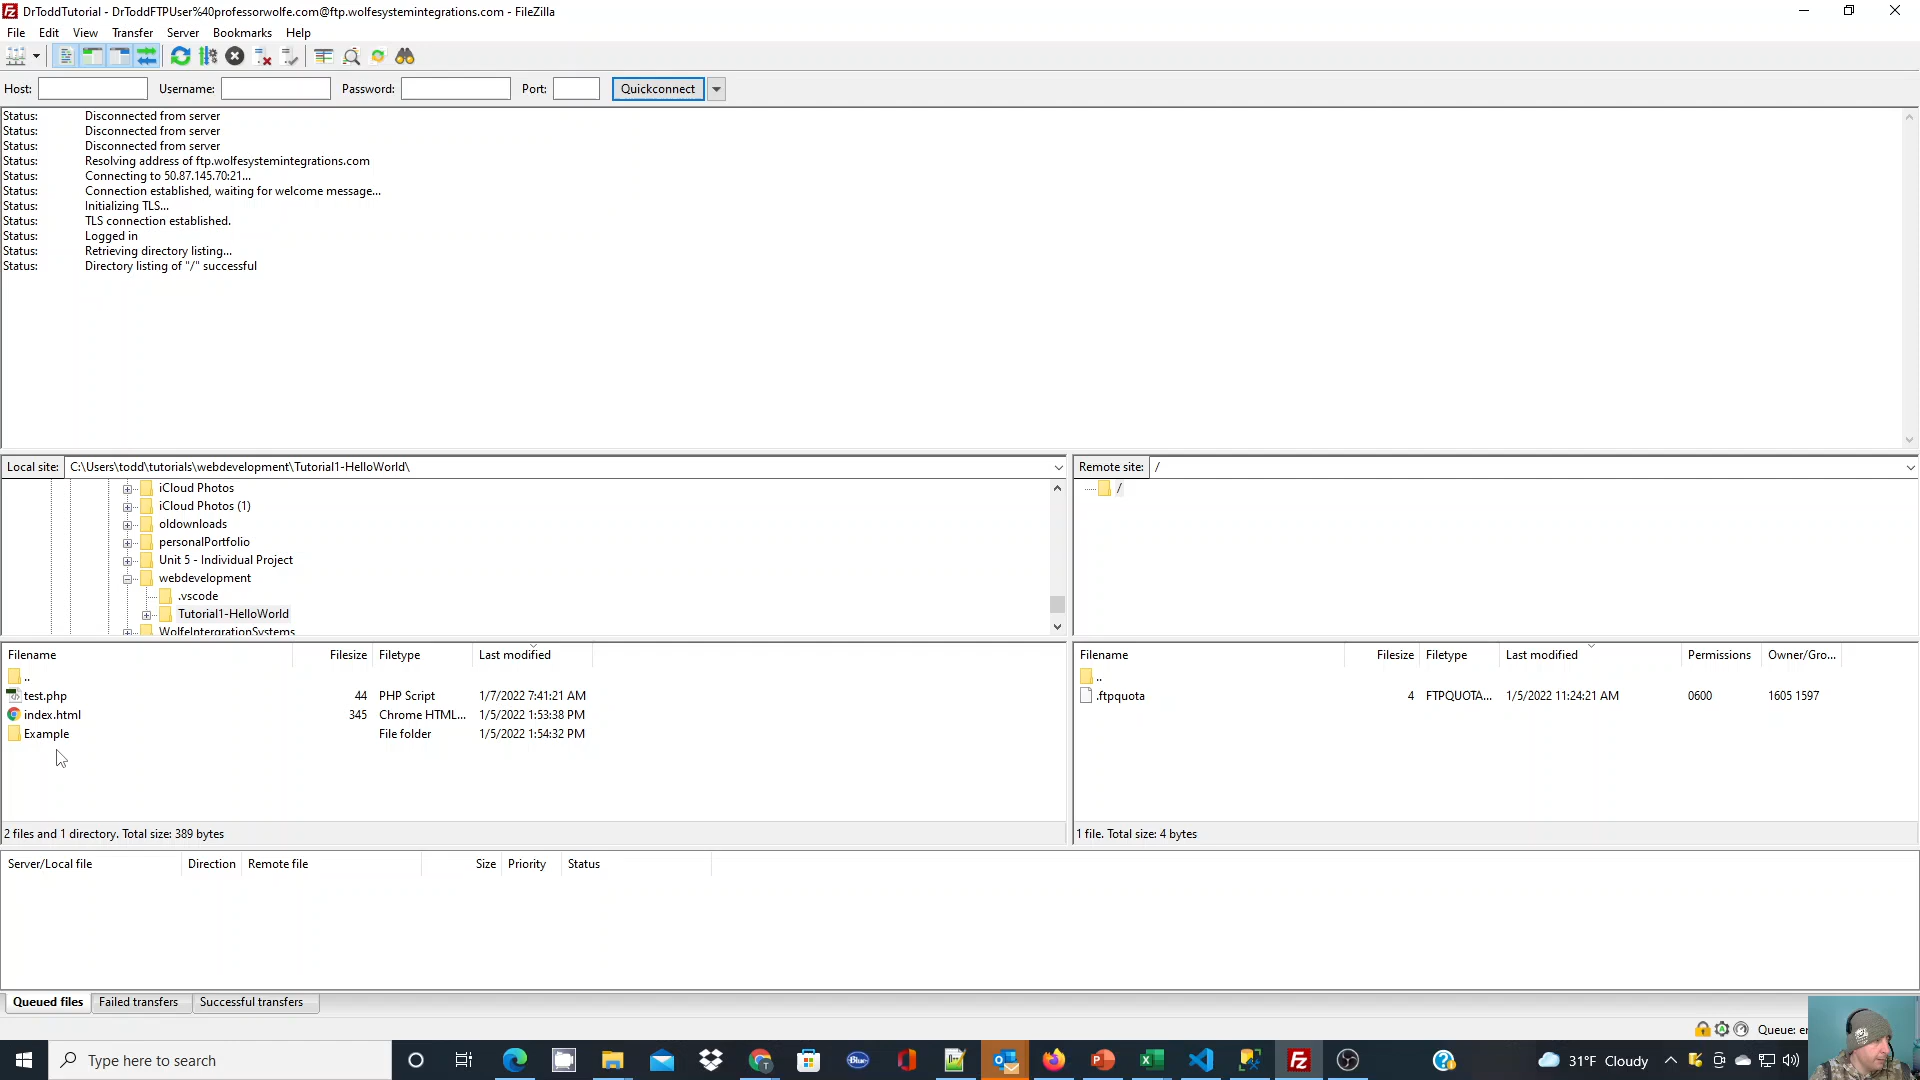 DrToddTutorial - DrToddFTPUser%40professorwolfe.com@ftp.wolfesystemintegrations.com - FileZilla
File Edit View Transfer Server Bookmarks Help
Host: Username: Password: Port: Quickconnect
Status: Disconnected from server
Status: Disconnected from server
Status: Disconnected from server
Status: Resolving address of ftp.wolfesystemintegrations.com
Status: Connecting to 50.87.145.70:21...
Status: Connection established, waiting for welcome message...
Status: Initializing TLS...
Status: TLS connection established.
Status: Logged in
Status: Retrieving directory listing...
Status: Directory listing of "/" successful
Local site: C:\Users\todd\tutorials\webdevelopment\Tutorial1-HelloWorld\
iCloud Photos
iCloud Photos (1)
oldownloads
personalPortfolio
Unit 5 - Individual Project
webdevelopment
.vscode
Tutorial1-HelloWorld
WolfeIntergrationSystems
Remote site: /
/
Filename Filesize Filetype Last modified
..
test.php 44 PHP Script 1/7/2022 7:41:21 AM
index.html 345 Chrome HTML... 1/5/2022 1:53:38 PM
Example File folder 1/5/2022 1:54:32 PM
2 files and 1 directory. Total size: 389 bytes
Filename Filesize Filetype Last modified Permissions Owner/Gro...
..
.ftpquota 4 FTPQUOTA... 1/5/2022 11:24:21 AM 0600 1605 1597
1 file. Total size: 4 bytes
Server/Local file Direction Remote file Size Priority Status
Queued files Failed transfers Successful transfers
Queue: em
Type here to search
Blue
31°F Cloudy